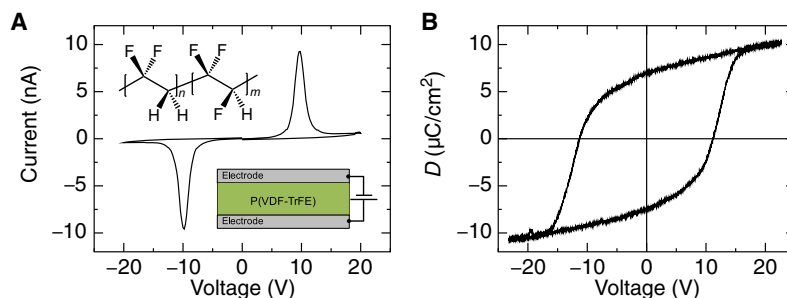 A
Current (nA)
10
5
0
−5
−10
F F F F
n m
H H F H
Electrode
P(VDF-TrFE)
Electrode
−20 −10 0 10 20
Voltage (V)
B
D (μC/cm²)
10
5
0
−5
−10
−20 −10 0 10 20
Voltage (V)